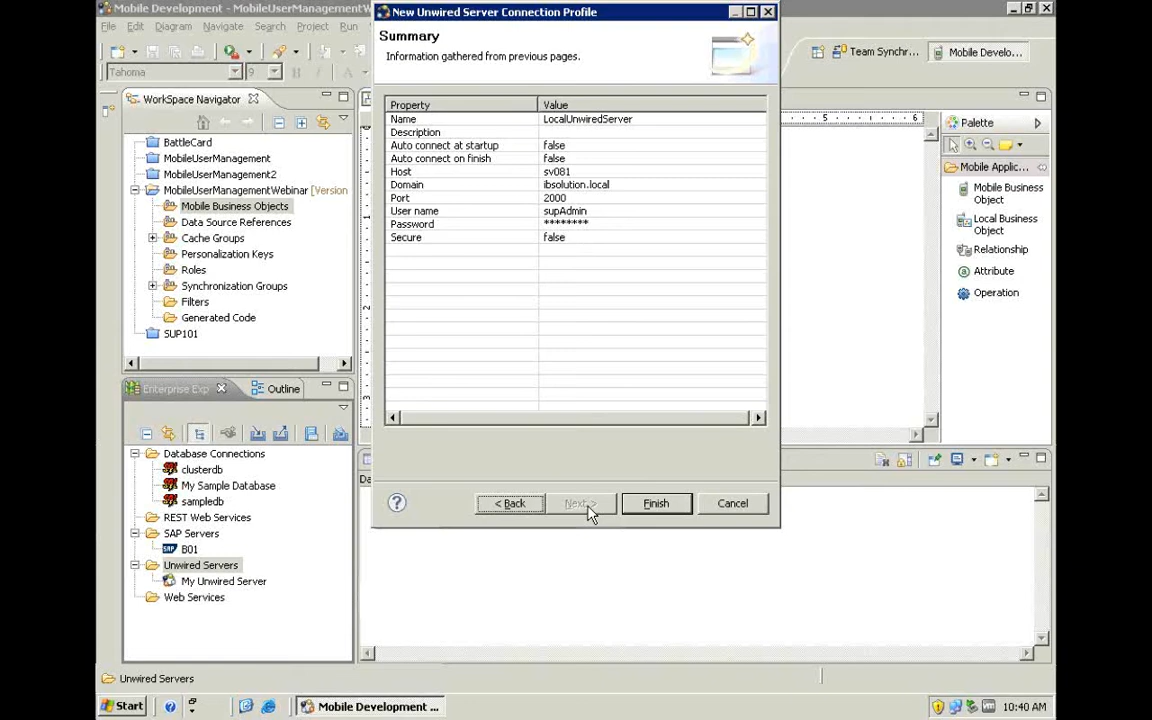 Mobile Development - MobileUserManagementW
New Unwired Server Connection Profile
File Edit Diagram Navigate Search Project Run
Summary
Information gathered from previous pages.
Team Synchr...
Mobile Develo...
Tahoma
9
WorkSpace Navigator
BattleCard
MobileUserManagement
MobileUserManagement2
MobileUserManagementWebinar [Version
Mobile Business Objects
Data Source References
Cache Groups
Personalization Keys
Roles
Synchronization Groups
Filters
Generated Code
SUP101
Property Value
Name LocalUnwiredServer
Description
Auto connect at startup false
Auto connect on finish false
Host sv081
Domain ibsolution.local
Port 2000
User name supAdmin
Password ********
Secure false
5 6
2
3
Palette
Mobile Applic...
Mobile Business
Object
Local Business
Object
Relationship
Attribute
Operation
Enterprise Exp
Outline
Database Connections
clusterdb
My Sample Database
sampledb
REST Web Services
SAP Servers
B01
Unwired Servers
My Unwired Server
Web Services
< Back Next > Finish Cancel
Unwired Servers
Start
Mobile Development ...
10:40 AM